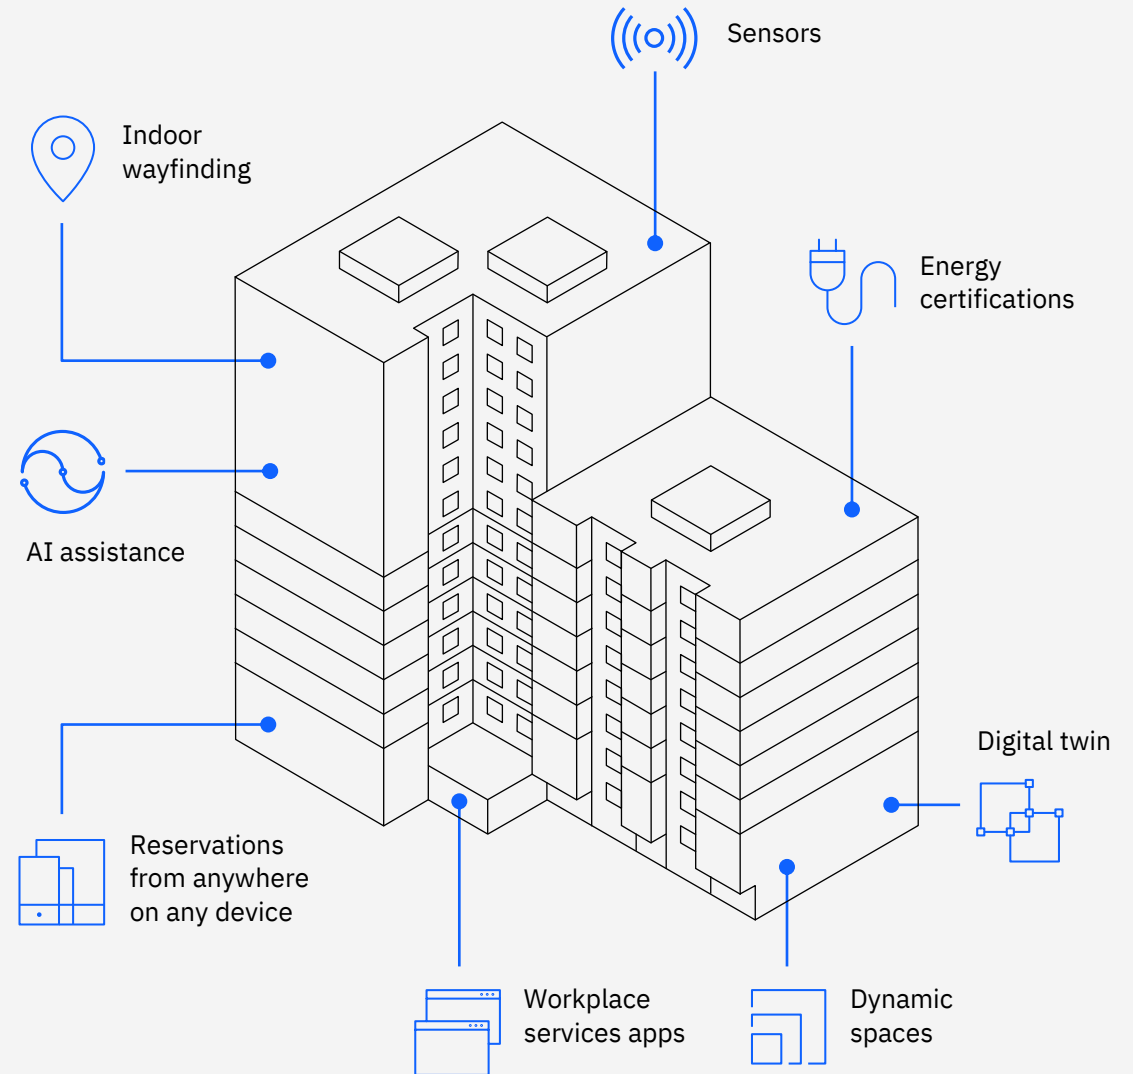 Sensors
Indoor
wayfinding
Energy
certifications
AI assistance
Digital twin
Reservations
from anywhere
on any device
Workplace
services apps
Dynamic
spaces